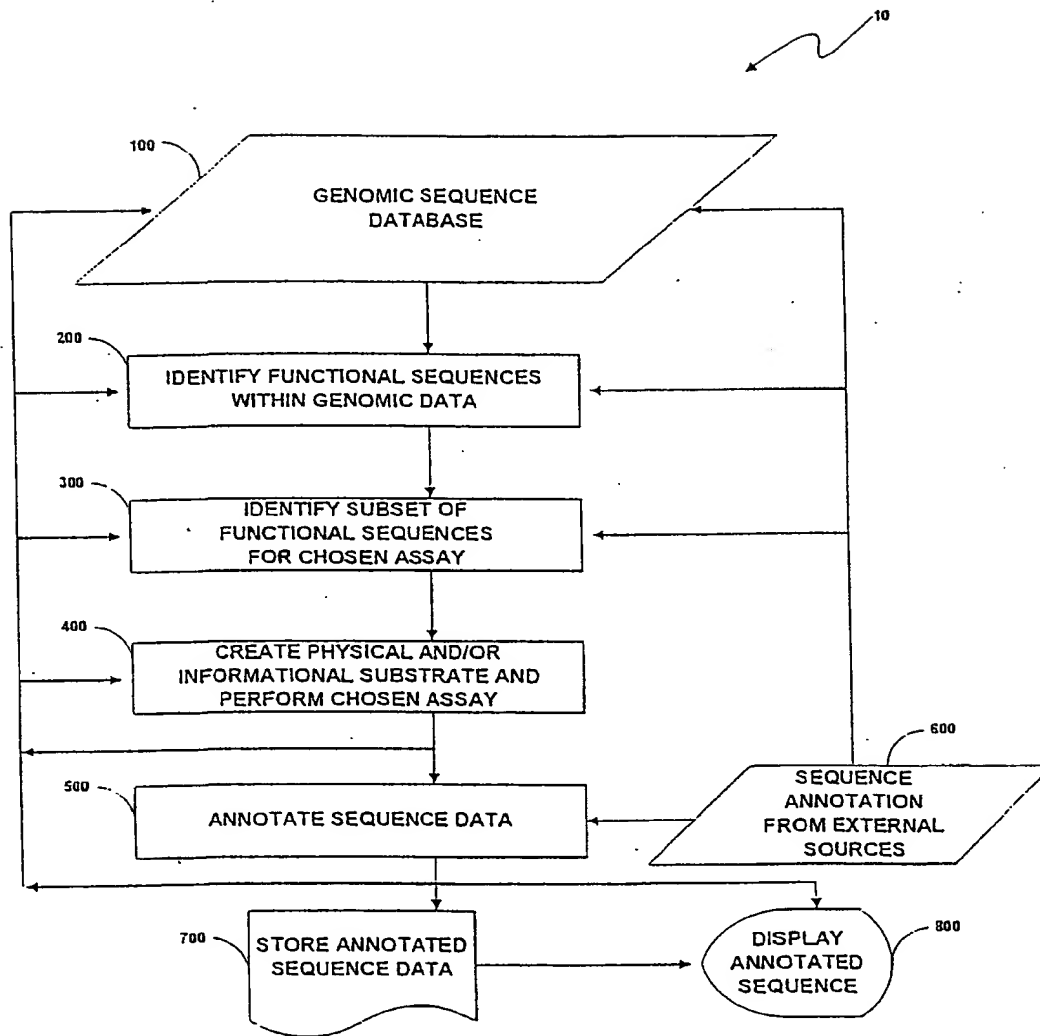 10
100
GENOMIC SEQUENCE
DATABASE
200
IDENTIFY FUNCTIONAL SEQUENCES
WITHIN GENOMIC DATA
300
IDENTIFY SUBSET OF
FUNCTIONAL SEQUENCES
FOR CHOSEN ASSAY
400
CREATE PHYSICAL AND/OR
INFORMATIONAL SUBSTRATE AND
PERFORM CHOSEN ASSAY
600
500
ANNOTATE SEQUENCE DATA
SEQUENCE
ANNOTATION
FROM EXTERNAL
SOURCES
700
STORE ANNOTATED
SEQUENCE DATA
DISPLAY
ANNOTATED
SEQUENCE
800